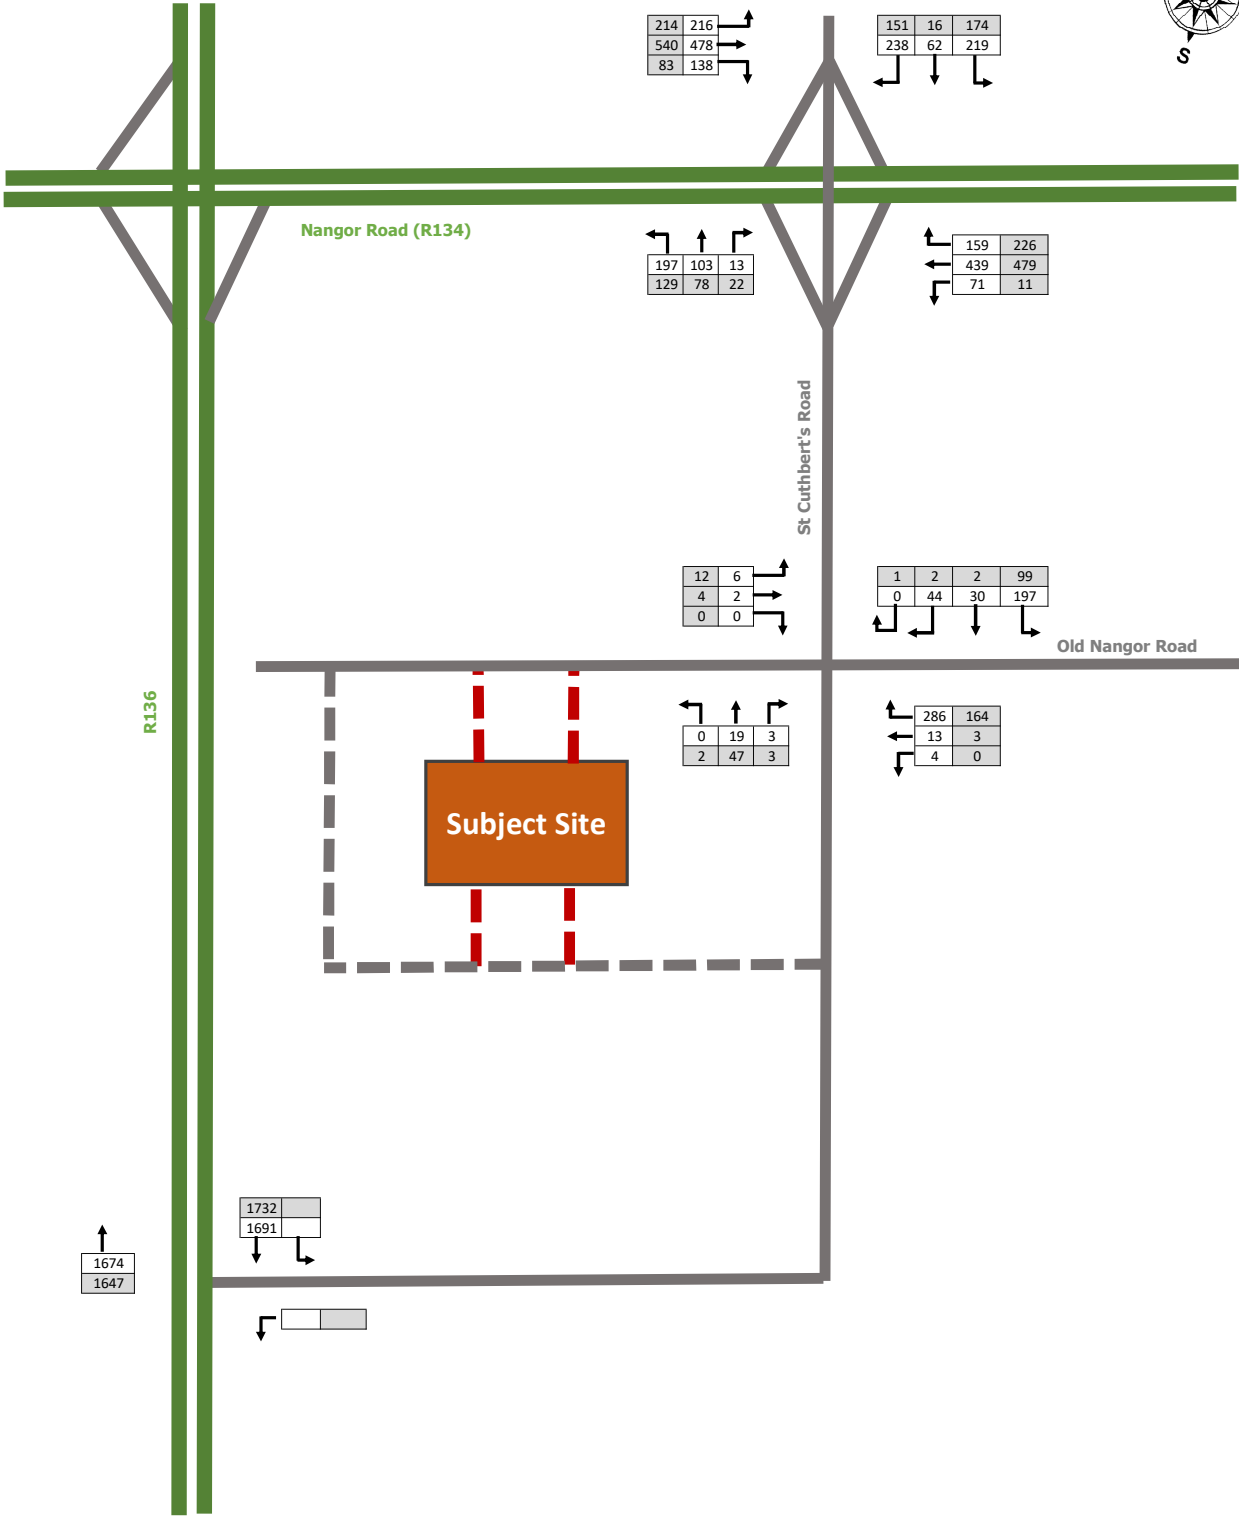 214 216
540 478
83 138
151 16 174
238 62 219
S
Nangor Road (R134)
197 103 13
129 78 22
159 226
439 479
71 11
St Cuthbert's Road
12 6
4 2
0 0
1 2 2 99
0 44 30 197
Old Nangor Road
R136
0 19 3
2 47 3
286 164
13 3
4 0
Subject Site
1732
1691
1674
1647